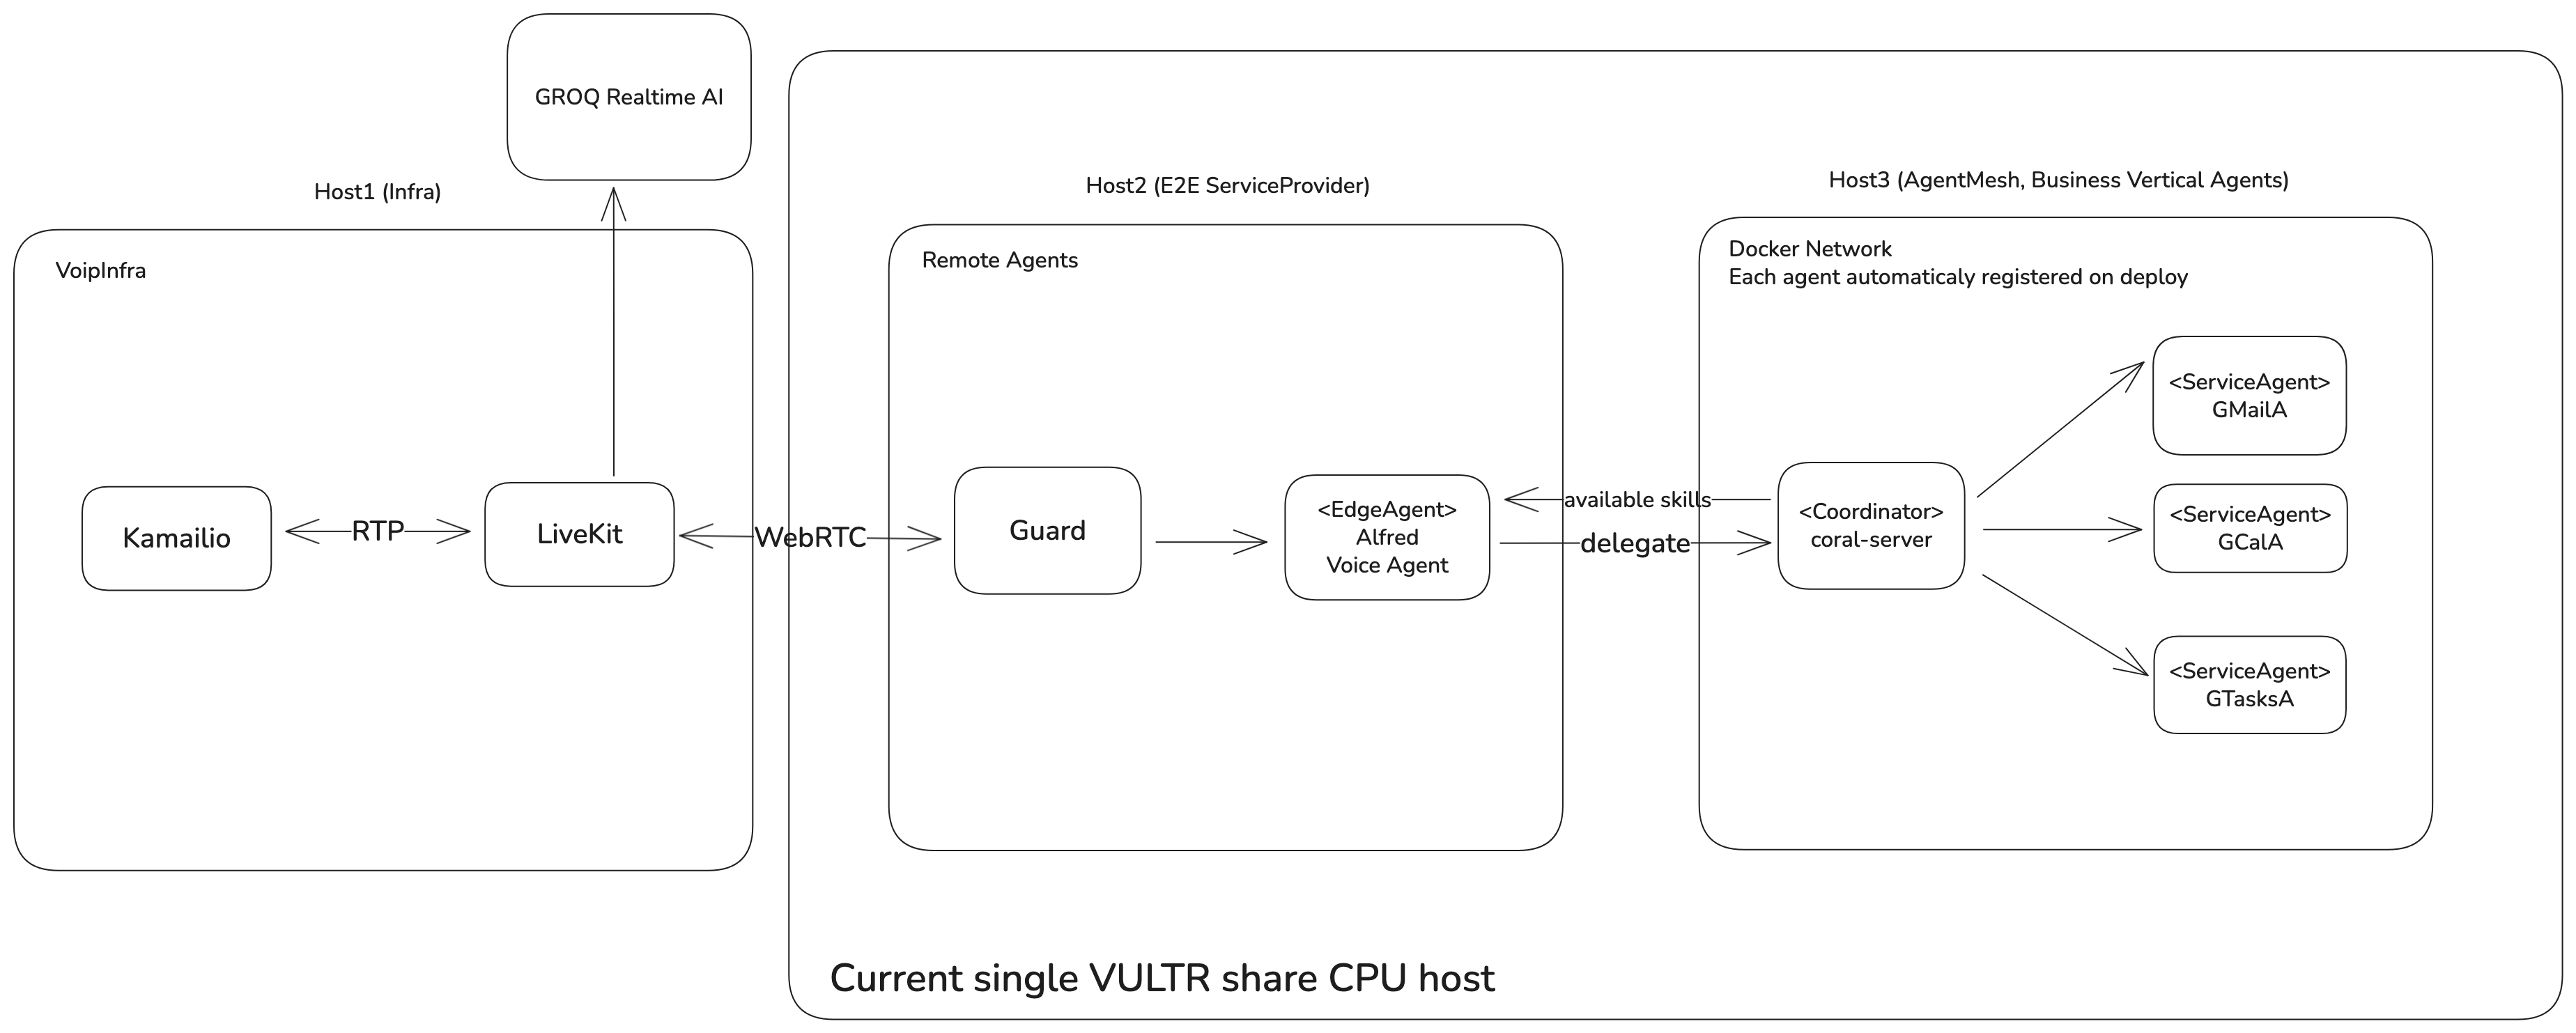 GROQ Realtime AI
Host1 (Infra)
Host2 (E2E ServiceProvider)
Host3 (AgentMesh, Business Vertical Agents)
VoipInfra
Remote Agents
Docker Network
Each agent automaticaly registered on deploy
Kamailio
RTP
LiveKit
WebRTC
Guard
<EdgeAgent>
Alfred
Voice Agent
available skills
delegate
<Coordinator>
coral-server
<ServiceAgent>
GMailA
<ServiceAgent>
GCalA
<ServiceAgent>
GTasksA
Current single VULTR share CPU host